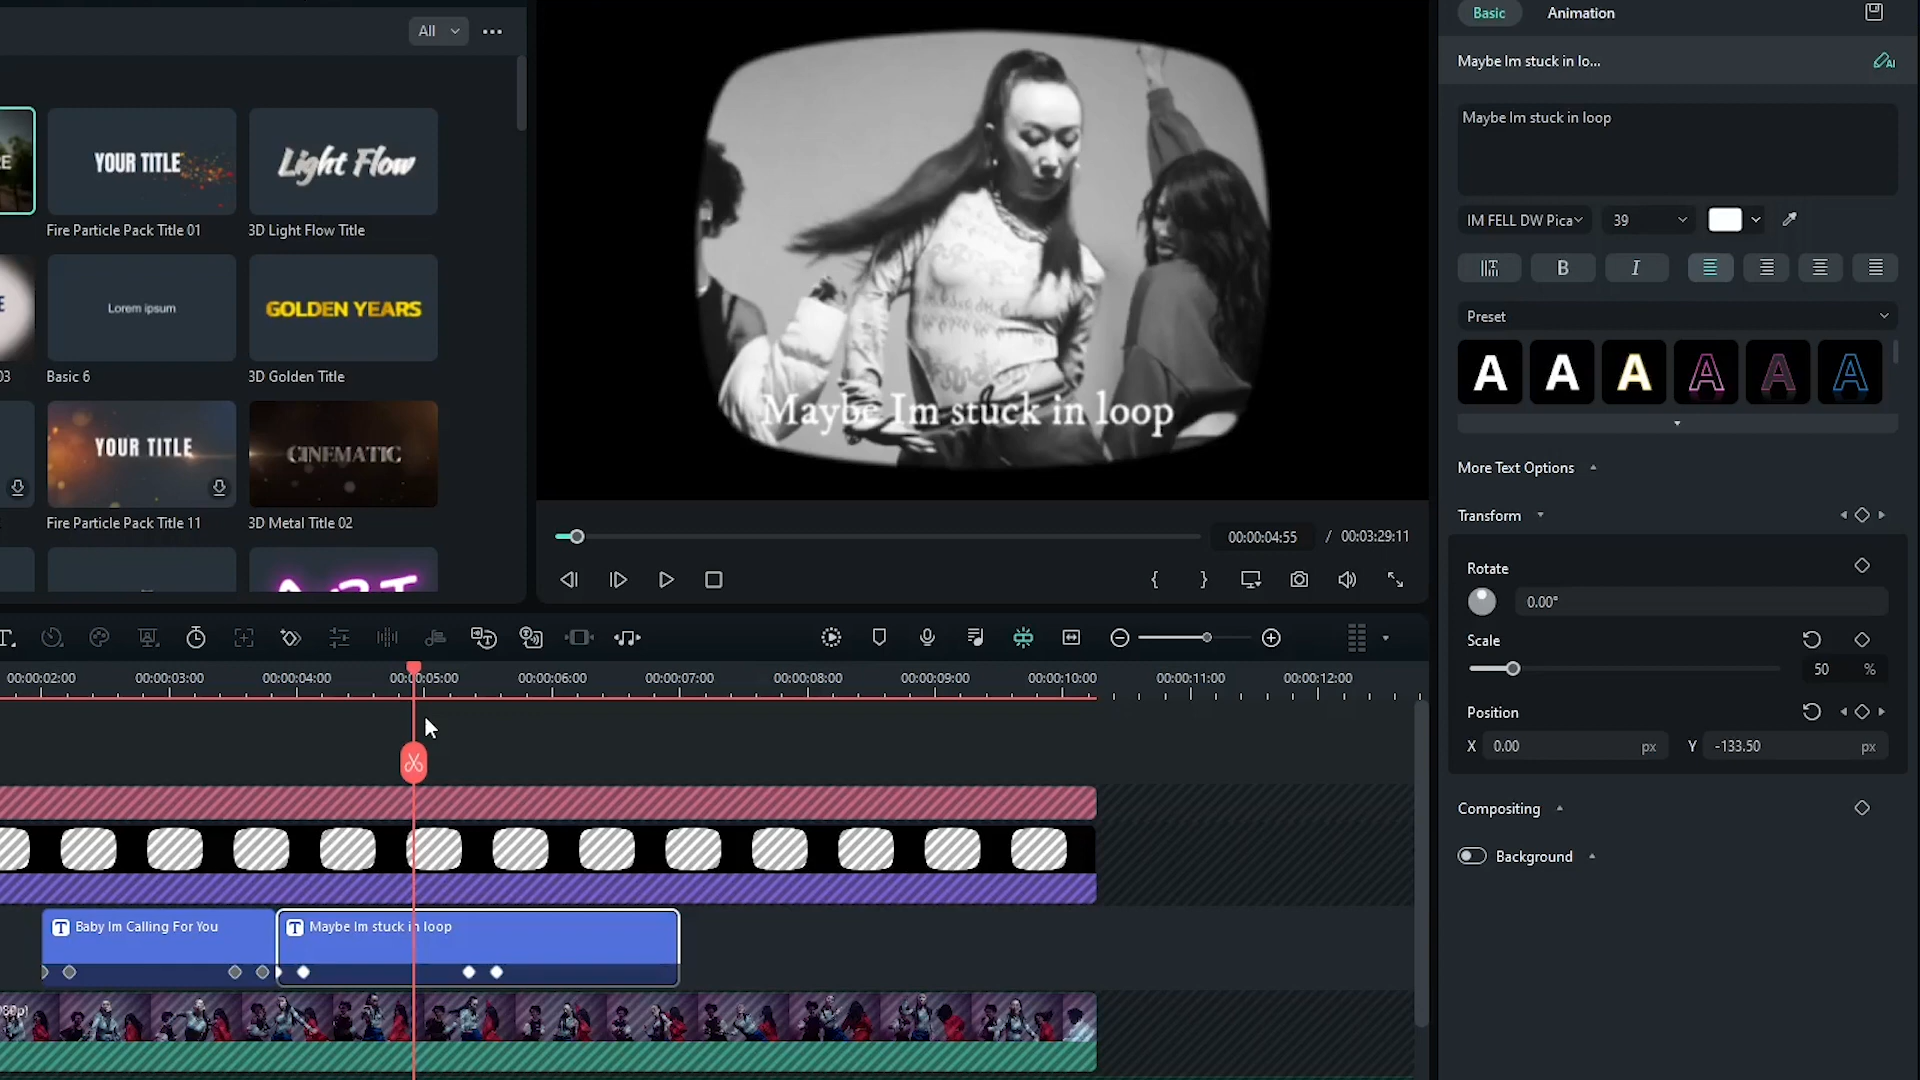 All
Basic
Animation
Maybe Im stuck in lo...
Maybe Im stuck in loop
YOUR TITLE
Light Flow
Fire Particle Pack Title 01
3D Light Flow Title
Lorem ipsum
GOLDEN YEARS
03
Basic 6
3D Golden Title
YOUR TITLE
CINEMATIC
Fire Particle Pack Title 11
3D Metal Title 02
Maybe Im stuck in loop
IM FELL DW Pica
39
B
I
Preset
A A A A A A
More Text Options
Transform
Rotate
0.00°
Scale
50 %
Position
X 0.00 px Y -133.50 px
Compositing
Background
00:00:04:55 / 00:03:29:11
00:00:02:00 00:00:03:00 00:00:04:00 00:00:05:00 00:00:06:00 00:00:07:00 00:00:08:00 00:00:09:00 00:00:10:00 00:00:11:00 00:00:12:00
T Baby Im Calling For You
T Maybe Im stuck in loop